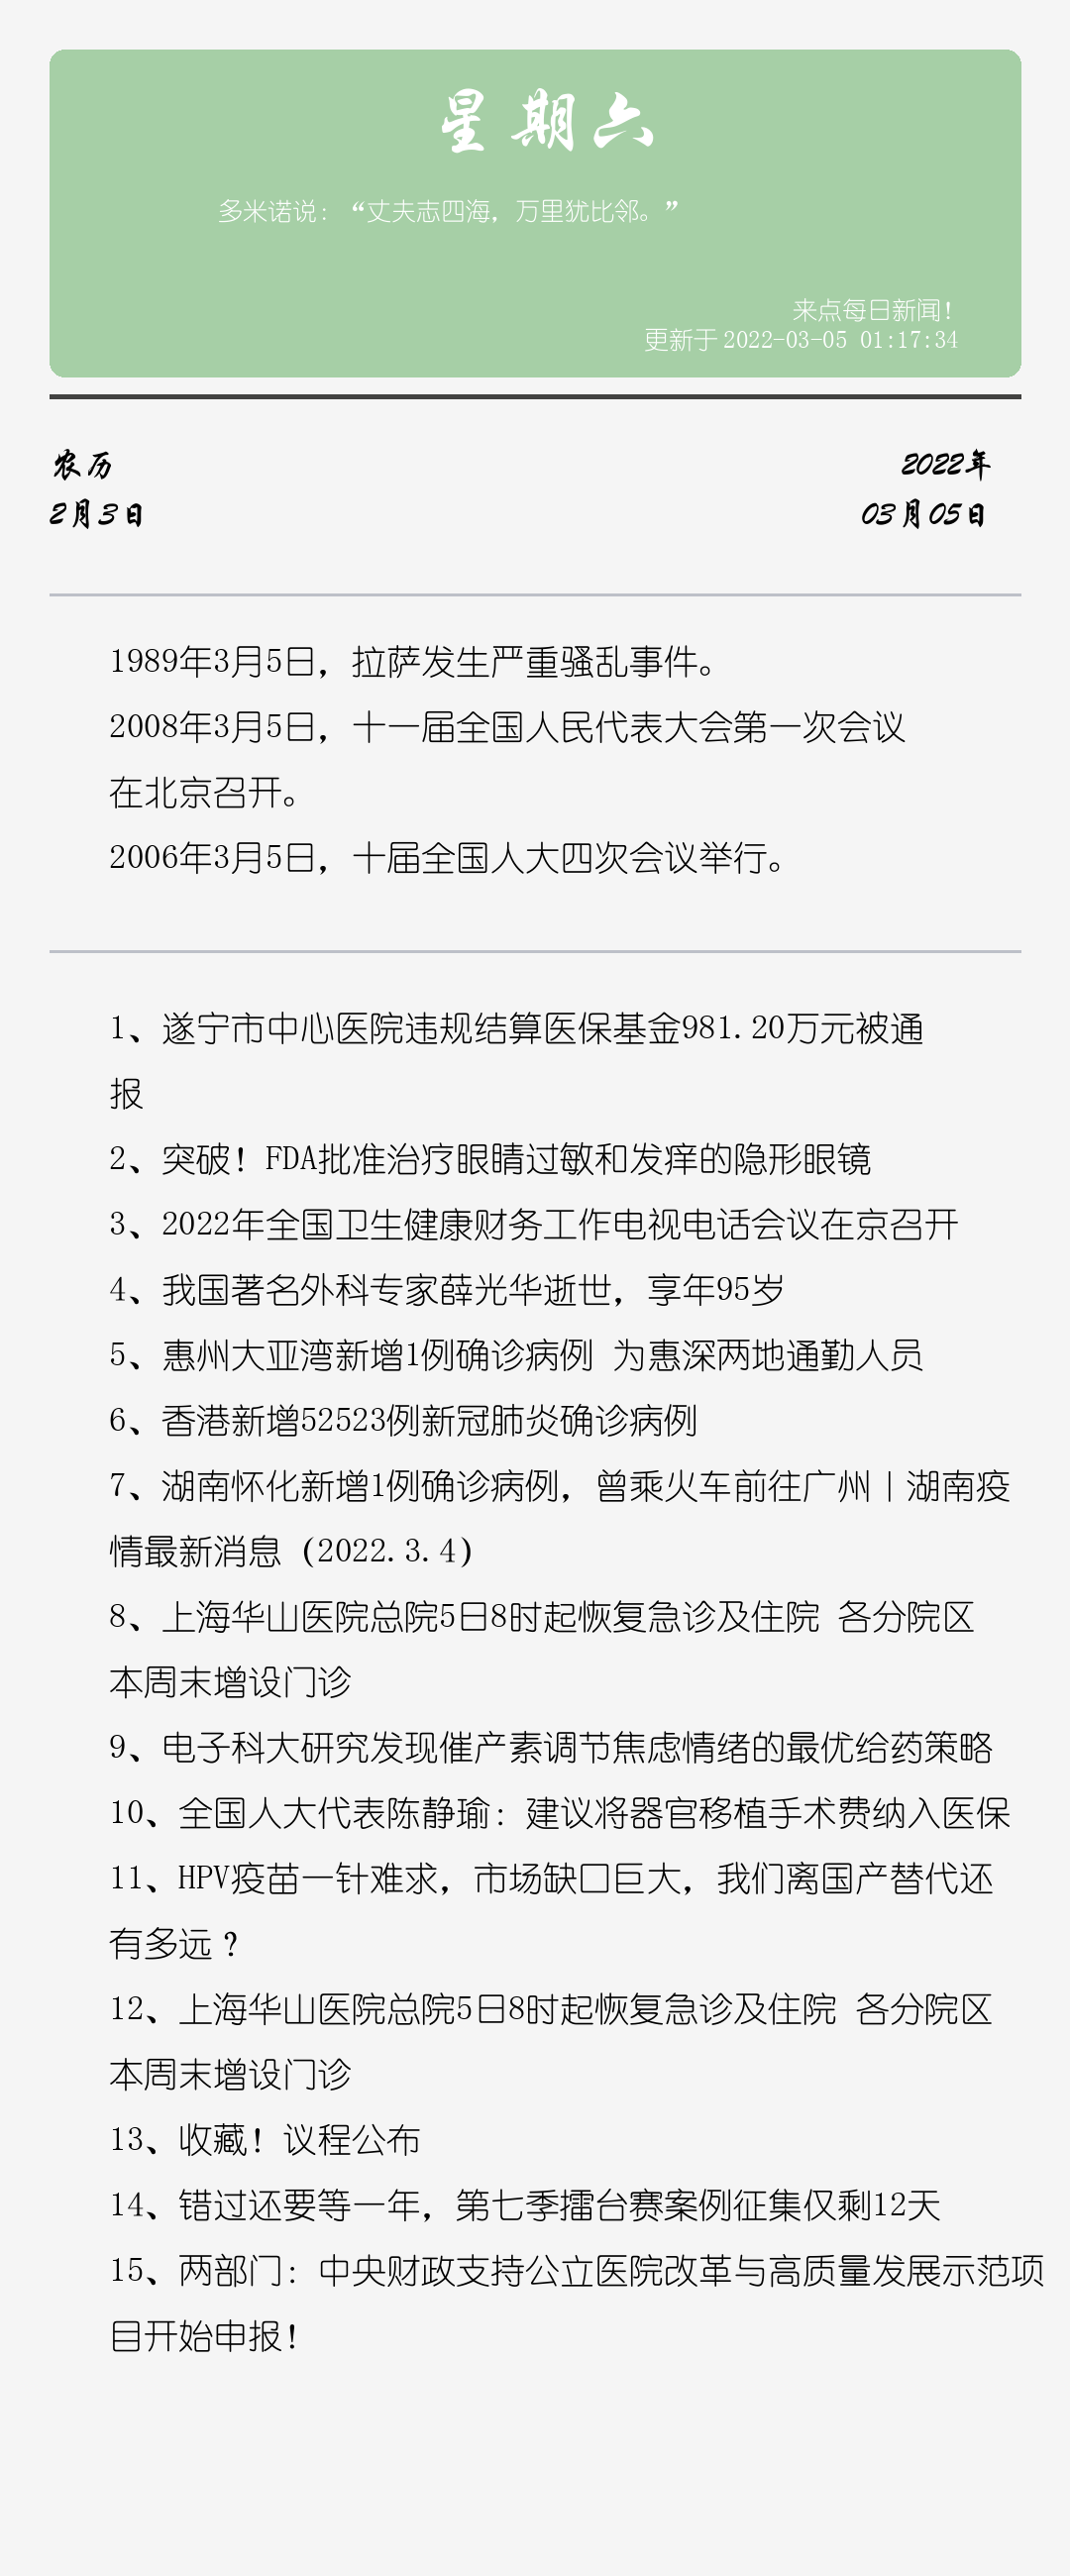 星期六
多米诺说：“丈夫志四海，万里犹比邻。”
来点每日新闻！
更新于 2022-03-05 01:17:34
农历
2022年
2月3日
03月05日
1989年3月5日，拉萨发生严重骚乱事件。
2008年3月5日，十一届全国人民代表大会第一次会议
在北京召开。
2006年3月5日，十届全国人大四次会议举行。
1、遂宁市中心医院违规结算医保基金981.20万元被通
报
2、突破！FDA批准治疗眼睛过敏和发痒的隐形眼镜
3、2022年全国卫生健康财务工作电视电话会议在京召开
4、我国著名外科专家薛光华逝世，享年95岁
5、惠州大亚湾新增1例确诊病例 为惠深两地通勤人员
6、香港新增52523例新冠肺炎确诊病例
7、湖南怀化新增1例确诊病例，曾乘火车前往广州丨湖南疫
情最新消息（2022.3.4）
8、上海华山医院总院5日8时起恢复急诊及住院 各分院区
本周末增设门诊
9、电子科大研究发现催产素调节焦虑情绪的最优给药策略
10、全国人大代表陈静瑜：建议将器官移植手术费纳入医保
11、HPV疫苗一针难求，市场缺口巨大，我们离国产替代还
有多远？
12、上海华山医院总院5日8时起恢复急诊及住院 各分院区
本周末增设门诊
13、收藏！议程公布
14、错过还要等一年，第七季擂台赛案例征集仅剩12天
15、两部门：中央财政支持公立医院改革与高质量发展示范项
目开始申报！